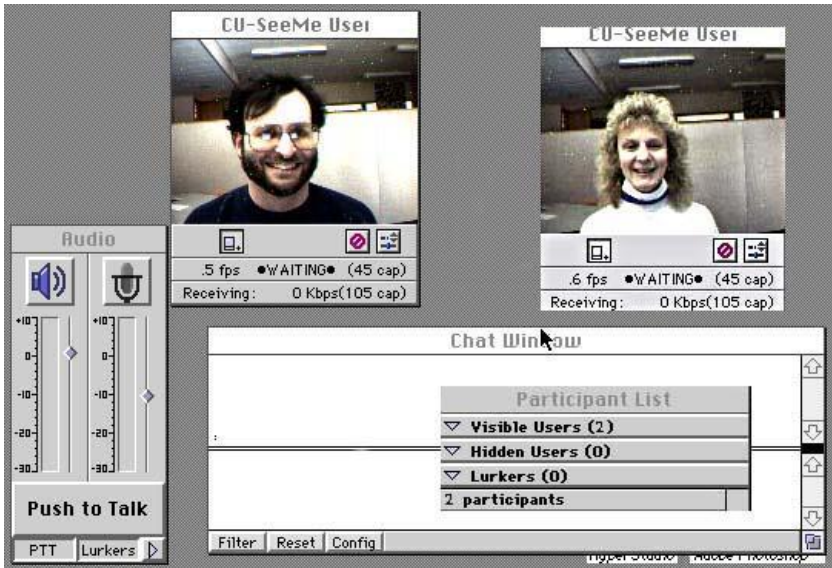 CU-SeeMe User
.5 fps ●WAITING● (45 cap)
Receiving: 0 Kbps(105 cap)
CU-SeeMe User
.6 fps ●WAITING● (45 cap)
Receiving: 0 Kbps(105 cap)
Audio
+10 +10
0 0
-10 -10
-20 -20
-30 -30
Push to Talk
PTT Lurkers
Chat Window
:
Participant List
Visible Users (2)
Hidden Users (0)
Lurkers (0)
2 participants
Filter Reset Config
HyperStudio Adobe Photoshop